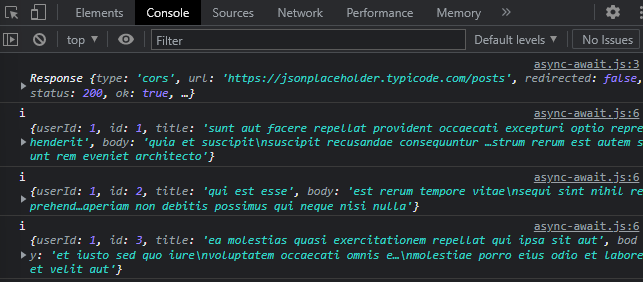 Elements Console Sources Network Performance Memory »
top ▾ Filter Default levels ▾ No Issues
async-await.js:3
Response {type: 'cors', url: 'https://jsonplaceholder.typicode.com/posts', redirected: false,
status: 200, ok: true, …}
i async-await.js:6
{userId: 1, id: 1, title: 'sunt aut facere repellat provident occaecati excepturi optio repre
henderit', body: 'quia et suscipit\nsuscipit recusandae consequuntur …strum rerum est autem s
unt rem eveniet architecto'}
i async-await.js:6
{userId: 1, id: 2, title: 'qui est esse', body: 'est rerum tempore vitae\nsequi sint nihil re
prehend…aperiam non debitis possimus qui neque nisi nulla'}
i async-await.js:6
{userId: 1, id: 3, title: 'ea molestias quasi exercitationem repellat qui ipsa sit aut', bod
y: 'et iusto sed quo iure\nvoluptatem occaecati omnis e…\nmolestiae porro eius odio et labore
et velit aut'}